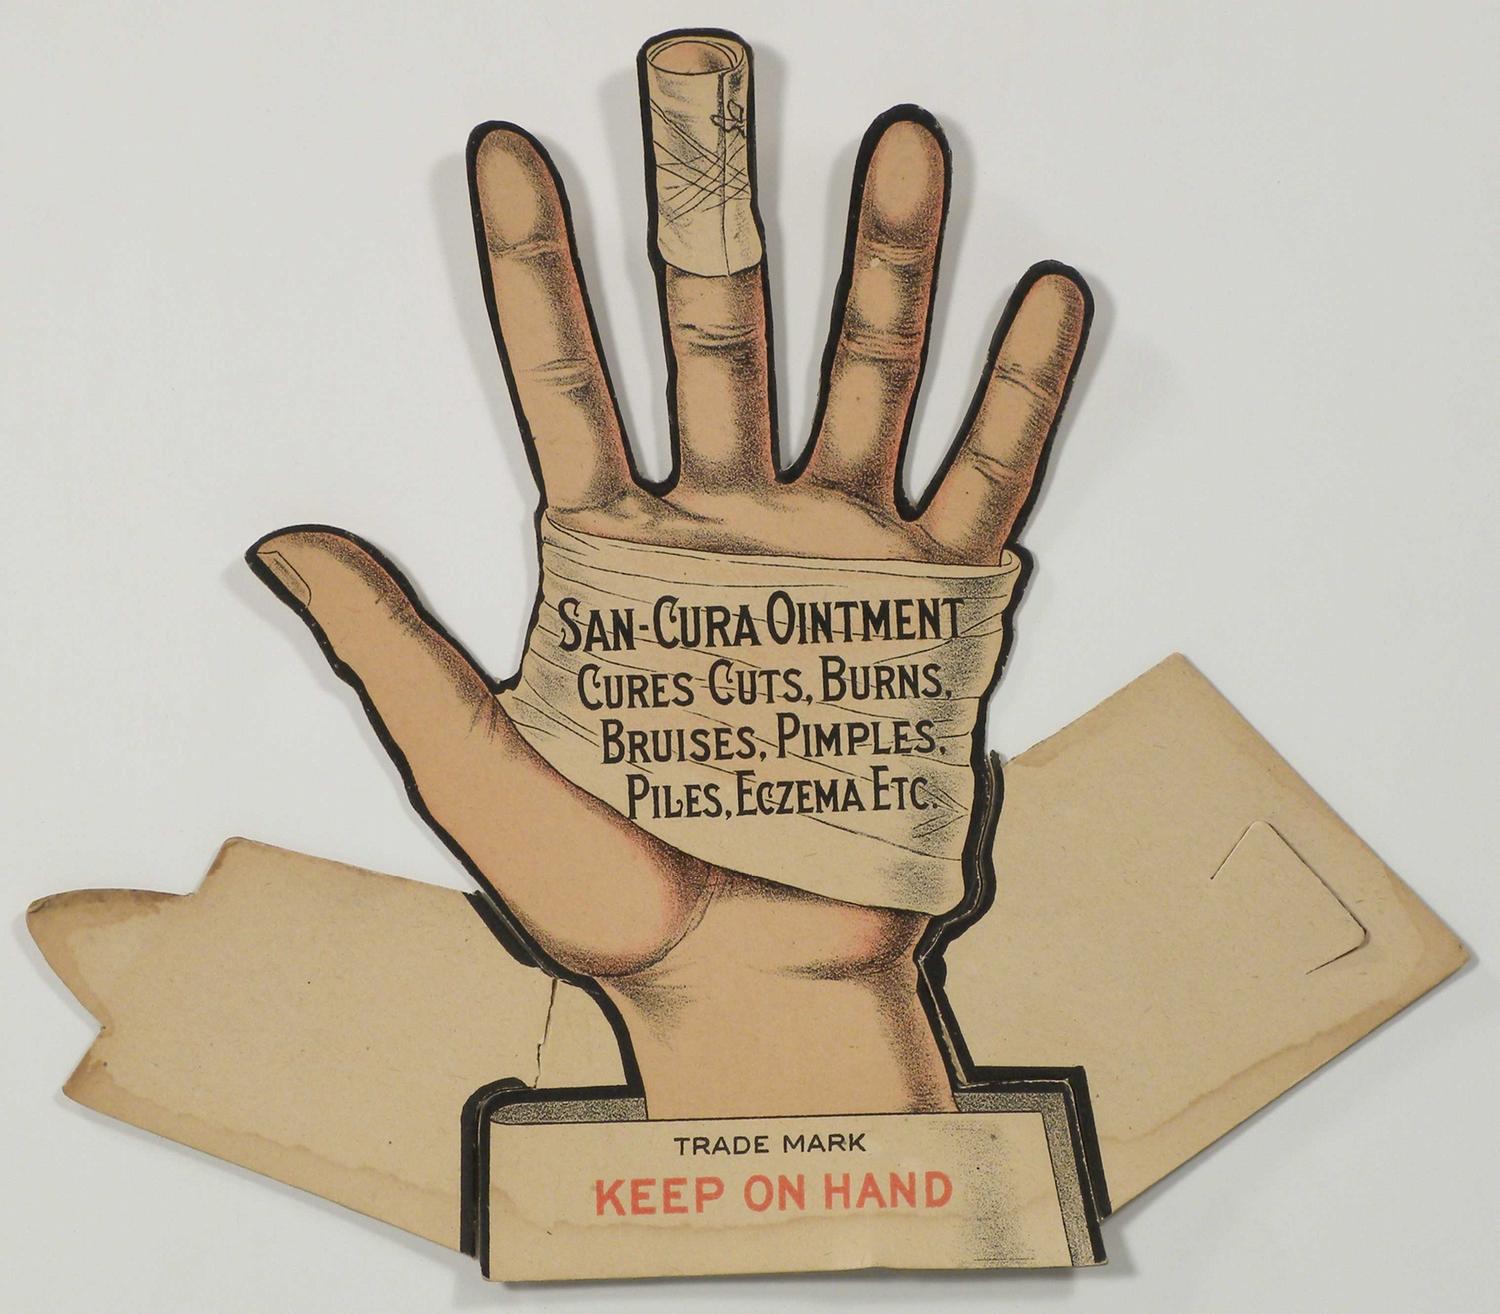 SAN-CURA OINTMENT
CURES CUTS, BURNS,
BRUISES, PIMPLES,
PILES, ECZEMA ETC.
TRADE MARK
KEEP ON HAND